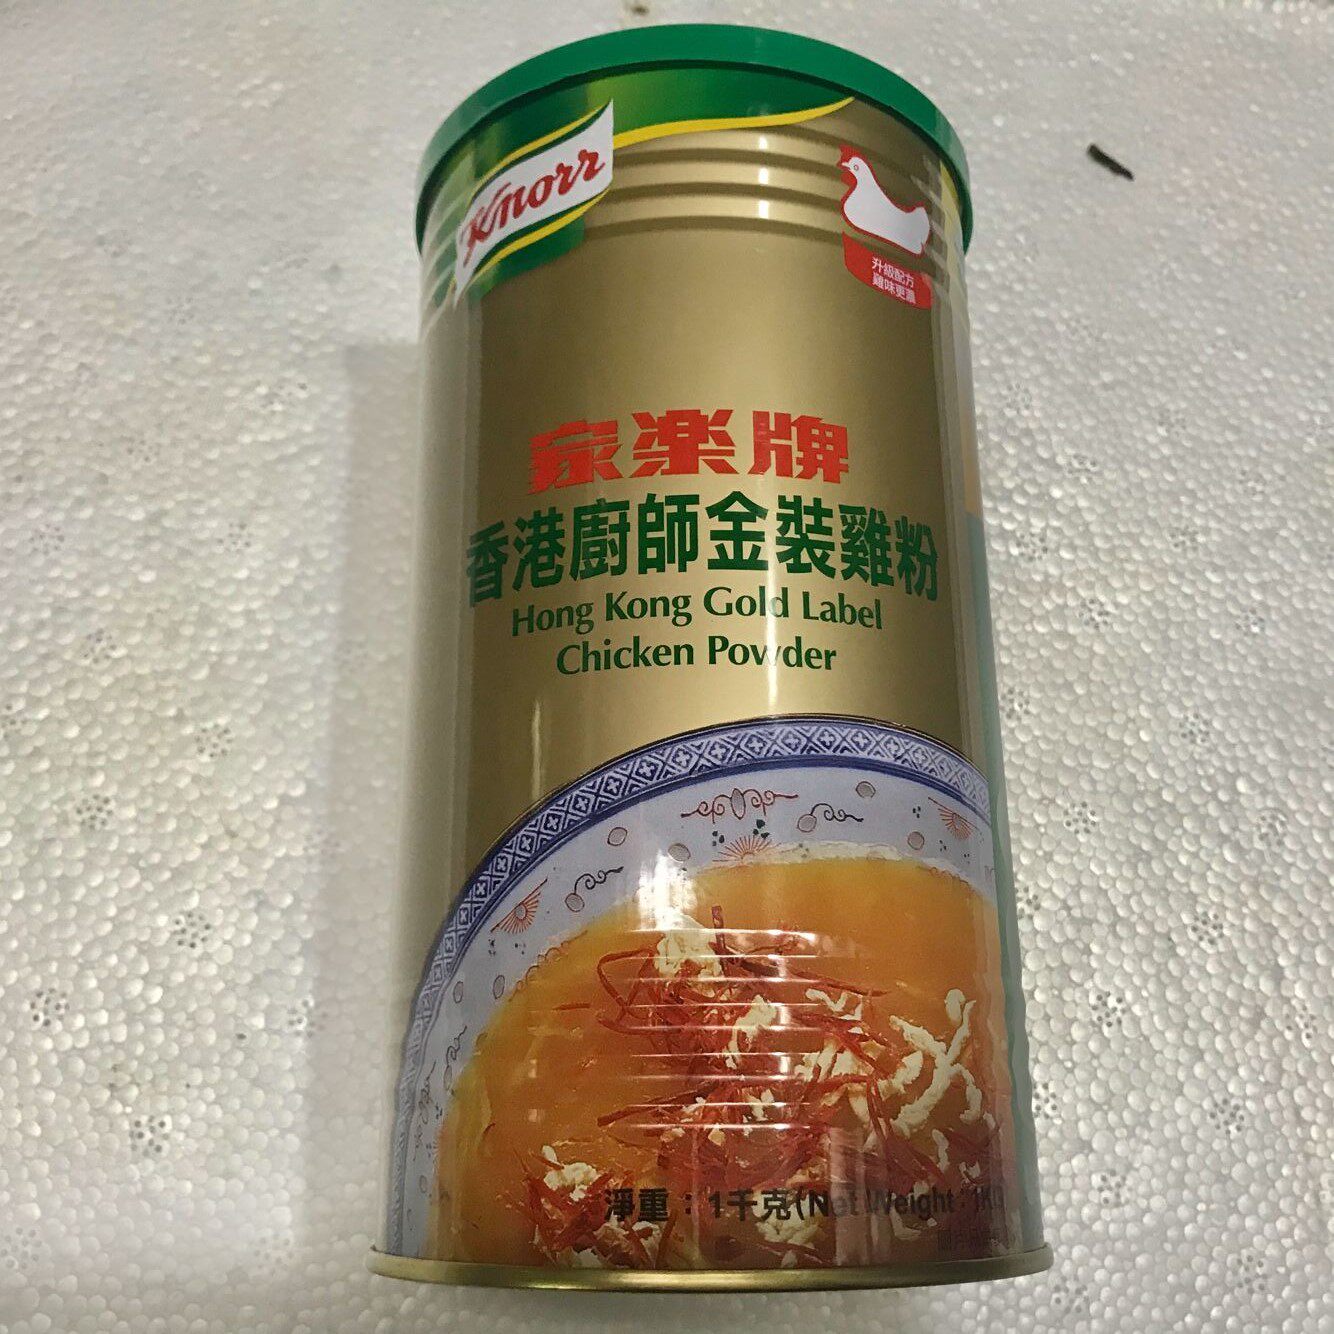 Knorr
升級配方
雞味更濃
家樂牌
香港廚師金裝雞粉
Hong Kong Gold Label
Chicken Powder
淨重：1千克(Net Weight: 1K